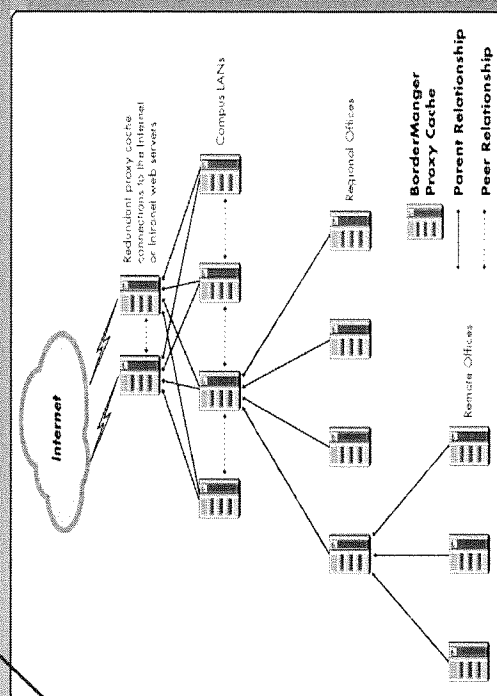 Internet
Redundant proxy cache
connections to the Internet
or Intranet web servers
Campus LANs
Regional Offices
Remote Offices
BorderManger
Proxy Cache
Parent Relationship
Peer Relationship